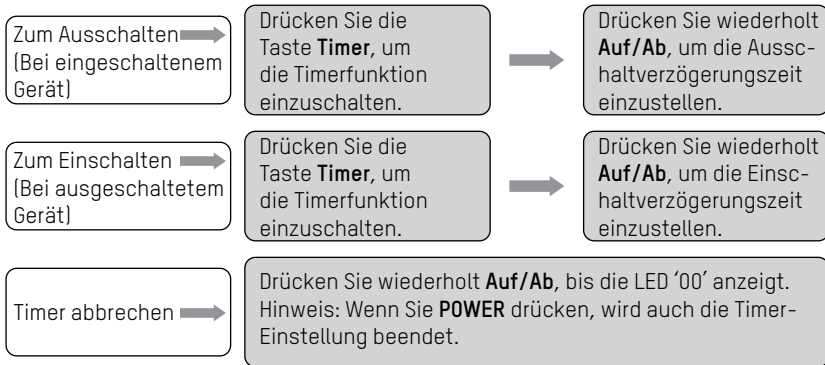 Zum Ausschalten
(Bei eingeschaltenem
Gerät)
Drücken Sie die
Taste Timer, um
die Timerfunktion
einzuschalten.
Drücken Sie wiederholt
Auf/Ab, um die Aussc-
haltverzögerungszeit
einzustellen.
Zum Einschalten
(Bei ausgeschaltetem
Gerät)
Drücken Sie die
Taste Timer, um
die Timerfunktion
einzuschalten.
Drücken Sie wiederholt
Auf/Ab, um die Einsc-
haltverzögerungszeit
einzustellen.
Timer abbrechen
Drücken Sie wiederholt Auf/Ab, bis die LED ‘00’ anzeigt.
Hinweis: Wenn Sie POWER drücken, wird auch die Timer-
Einstellung beendet.